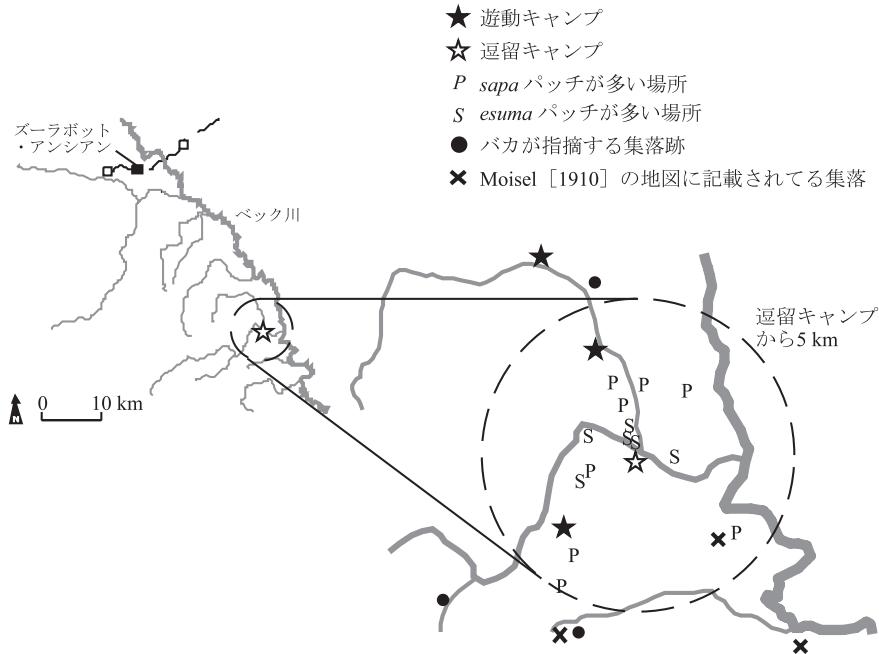 遊動キャンプ
逗留キャンプ
P sapa パッチが多い場所
S esuma パッチが多い場所
バカが指摘する集落跡
Moisel［1910］の地図に記載されてる集落
ズーラボット
・アンシアン
ベック川
逗留キャンプ
から5 km
0 10 km
N
P
P
P
P
S
S
S
S
S
S
P
S
P
P
P